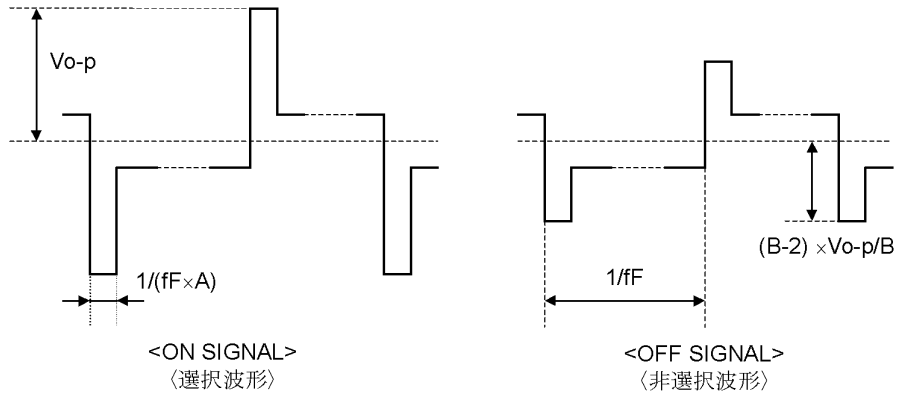 Vo-p
1/(fF×A)
<ON SIGNAL>
〈選択波形〉
(B-2) ×Vo-p/B
1/fF
<OFF SIGNAL>
〈非選択波形〉